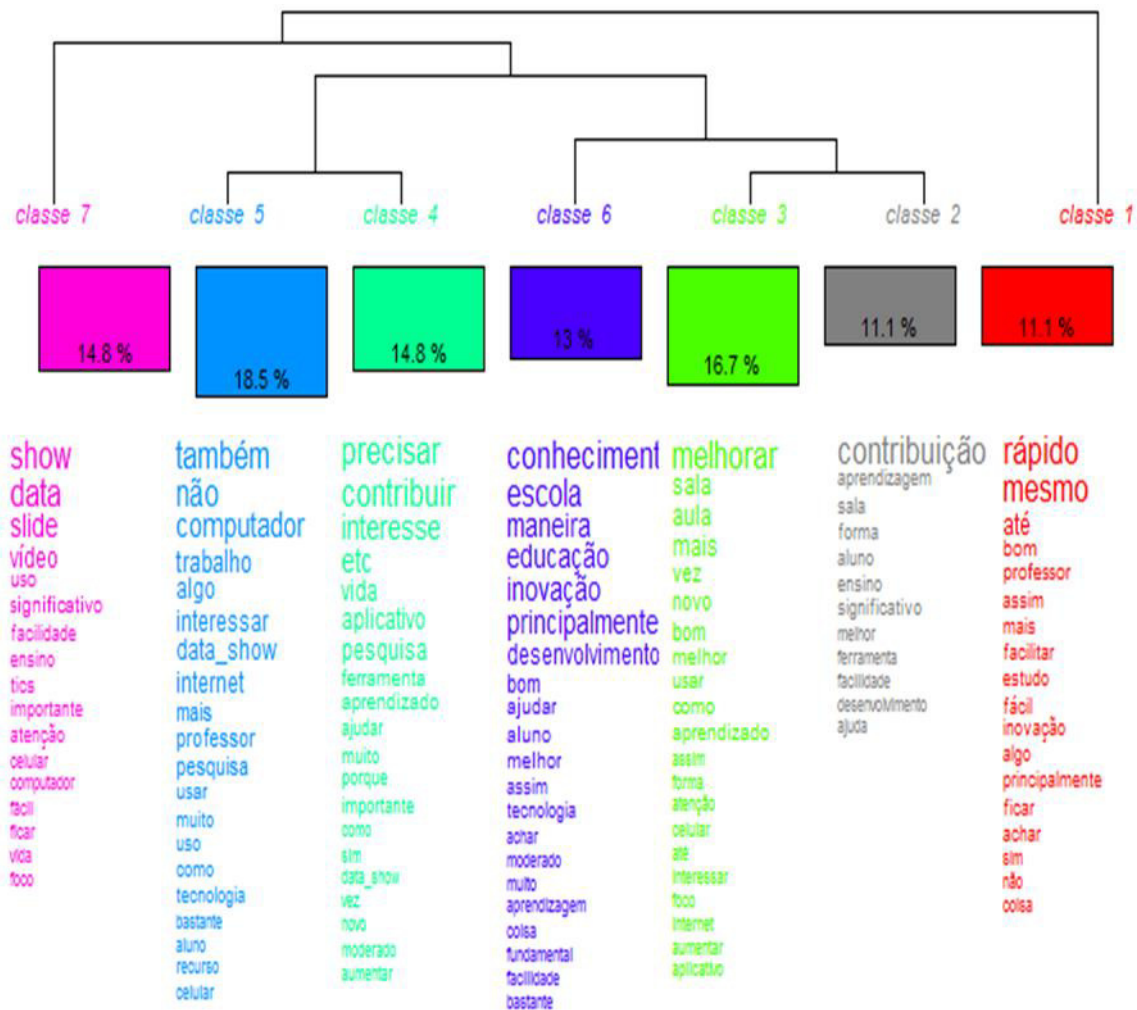 classe 7
classe 5
classe 4
classe 6
classe 3
classe 2
classe 1
14.8 %
18.5 %
14.8 %
13 %
16.7 %
11.1 %
11.1 %
show
data
slide
vídeo
uso
significativo
facilidade
ensino
tics
importante
atenção
celular
computador
fácil
ficar
vida
foco
também
não
computador
trabalho
algo
interessar
data_show
internet
mais
professor
pesquisa
usar
muito
uso
como
tecnologia
bastante
aluno
recurso
celular
precisar
contribuir
interesse
etc
vida
aplicativo
pesquisa
ferramenta
aprendizado
ajudar
muito
porque
importante
como
sim
data_show
vez
novo
moderado
aumentar
conheciment
escola
maneira
educação
inovação
principalmente
desenvolvimento
bom
ajudar
aluno
melhor
assim
tecnologia
achar
moderado
muito
aprendizagem
coisa
fundamental
facilidade
bastante
melhorar
sala
aula
mais
vez
novo
bom
melhor
usar
como
aprendizado
assim
forma
atenção
celular
até
interessar
foco
internet
aumentar
aplicativo
contribuição
aprendizagem
sala
forma
aluno
ensino
significativo
melhor
ferramenta
facilidade
desenvolvimento
ajuda
rápido
mesmo
até
bom
professor
assim
mais
facilitar
estudo
fácil
inovação
algo
principalmente
ficar
achar
sim
não
coisa